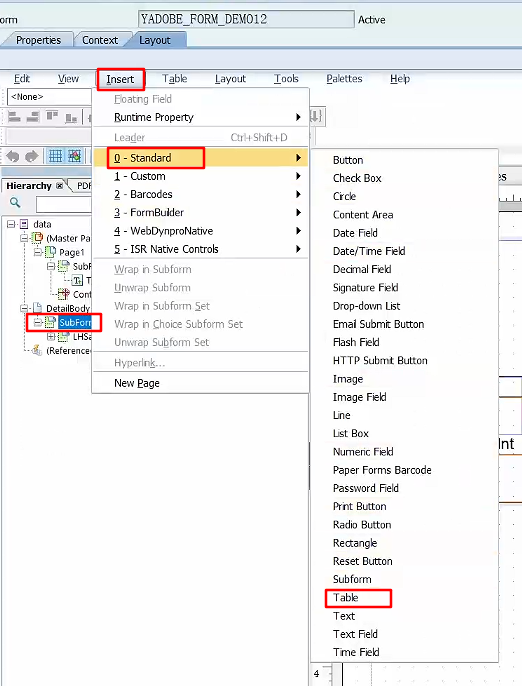 orm YADOBE_FORM_DEMO12 Active
Properties Context Layout
Edit View Insert Table Layout Tools Palettes Help
<None>
Floating Field
Runtime Property
Leader Ctrl+Shift+D
0 - Standard
1 - Custom
2 - Barcodes
3 - FormBuilder
4 - WebDynproNative
5 - ISR Native Controls
Wrap in Subform
Unwrap Subform
Wrap in Subform Set
Wrap in Choice Subform Set
Unwrap Subform Set
Hyperlink...
New Page
Button
Check Box
Circle
Content Area
Date Field
Date/Time Field
Decimal Field
Signature Field
Drop-down List
Email Submit Button
Flash Field
HTTP Submit Button
Image
Image Field
Line
List Box
Numeric Field
Paper Forms Barcode
Password Field
Print Button
Radio Button
Rectangle
Reset Button
Subform
Table
Text
Text Field
Time Field
Hierarchy PDF
data
(Master Pa
Page1
SubF
T
Cont
DetailBody
SubForm
LHSa
(Reference
es
Int
4